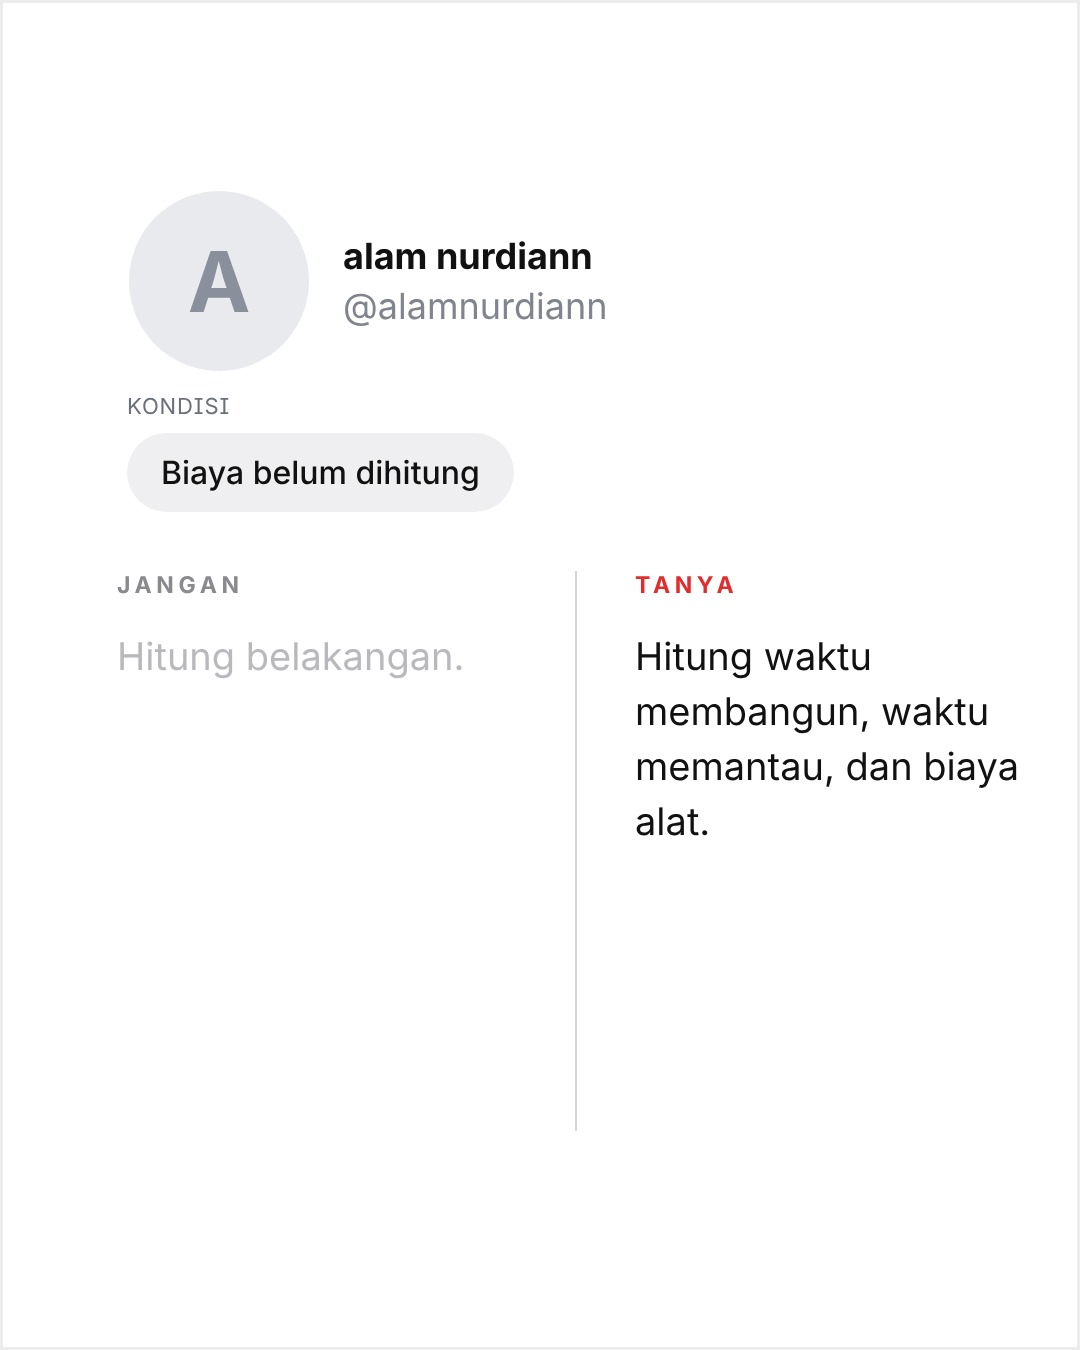 A
alam nurdiann
@alamnurdiann
KONDISI
Biaya belum dihitung
JANGAN
Hitung belakangan.
TANYA
Hitung waktu
membangun, waktu
memantau, dan biaya
alat.